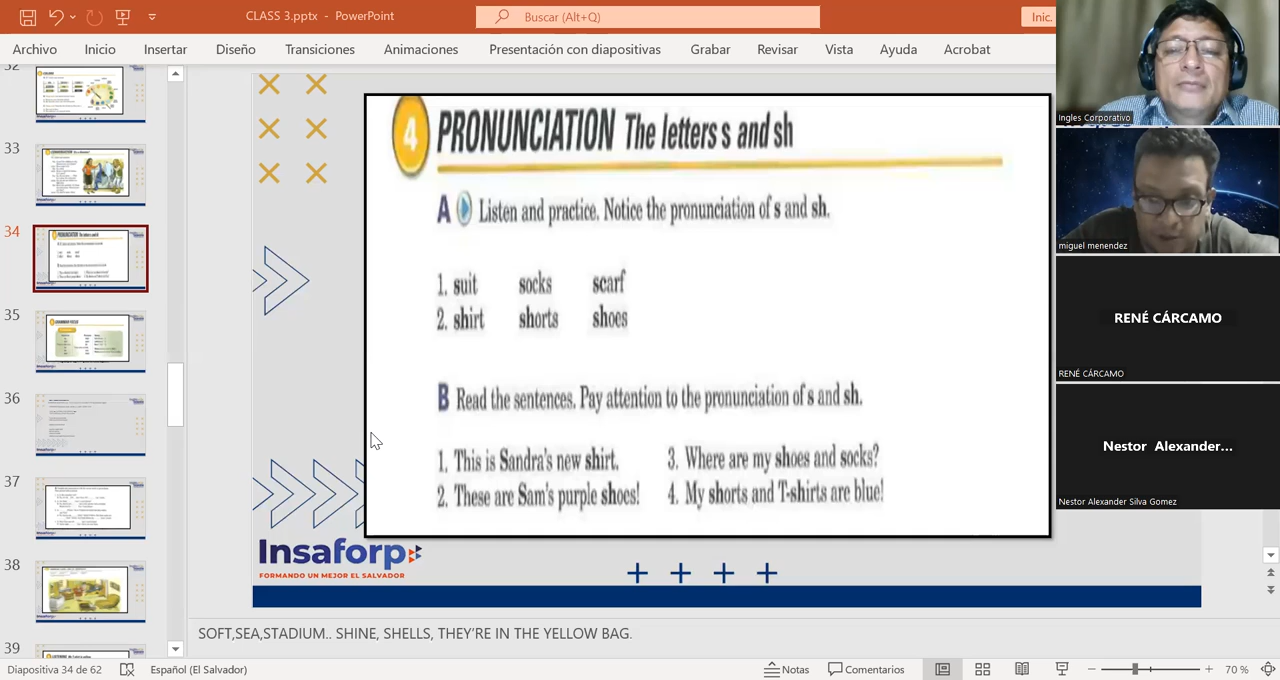 CLASS 3.pptx - PowerPoint
Buscar (Alt+Q)
Inic.
Archivo Inicio Insertar Diseño Transiciones Animaciones Presentación con diapositivas Grabar Revisar Vista Ayuda Acrobat
32
33
34
35
36
37
38
39
4 PRONUNCIATION The letters s and sh
A Listen and practice. Notice the pronunciation of s and sh.
1. suit socks scarf
2. shirt shorts shoes
B Read the sentences. Pay attention to the pronunciation of s and sh.
1. This is Sandra's new shirt. 3. Where are my shoes and socks?
2. These are Sam's purple shoes! 4. My shorts and T-shirts are blue!
Insaforp
FORMANDO UN MEJOR EL SALVADOR
SOFT,SEA,STADIUM.. SHINE, SHELLS, THEY'RE IN THE YELLOW BAG.
Diapositiva 34 de 62 Español (El Salvador) Notas Comentarios 70 %
Ingles Corporativo
miguel menendez
RENÉ CÁRCAMO
RENÉ CÁRCAMO
Nestor Alexander...
Nestor Alexander Silva Gomez